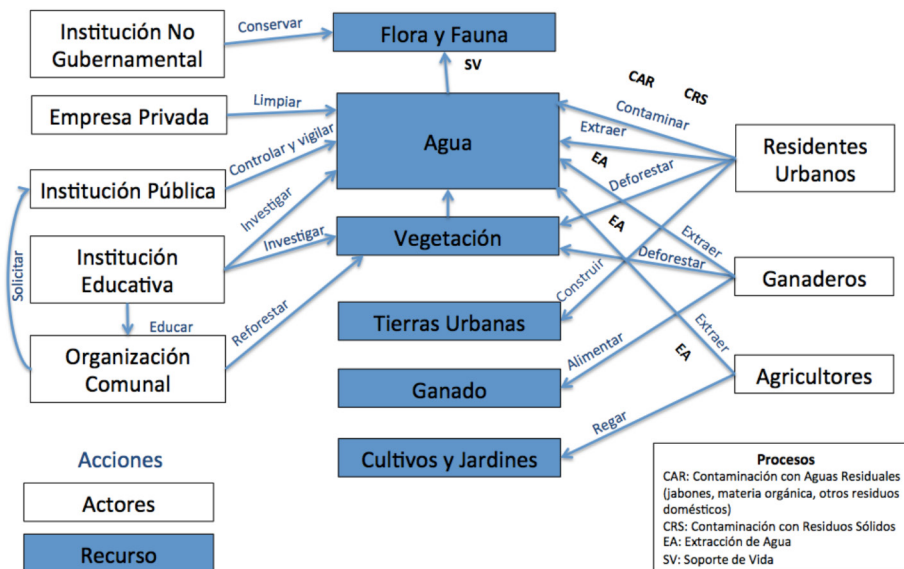 Institución No
Gubernamental
Conservar
Flora y Fauna
SV
CAR
CRS
Empresa Privada
Limpiar
Agua
Contaminar
Extraer
EA
Residentes
Urbanos
Controlar y vigilar
Institución Pública
Deforestar
Investigar
Investigar
Vegetación
EA
Extraer
Deforestar
Solicitar
Institución
Educativa
Ganaderos
Construir
Educar
Reforestar
Tierras Urbanas
Extraer
EA
Organización
Comunal
Alimentar
Ganado
Agricultores
Regar
Cultivos y Jardines
Acciones
Actores
Recurso
Procesos
CAR: Contaminación con Aguas Residuales
(jabones, materia orgánica, otros residuos
domésticos)
CRS: Contaminación con Residuos Sólidos
EA: Extracción de Agua
SV: Soporte de Vida